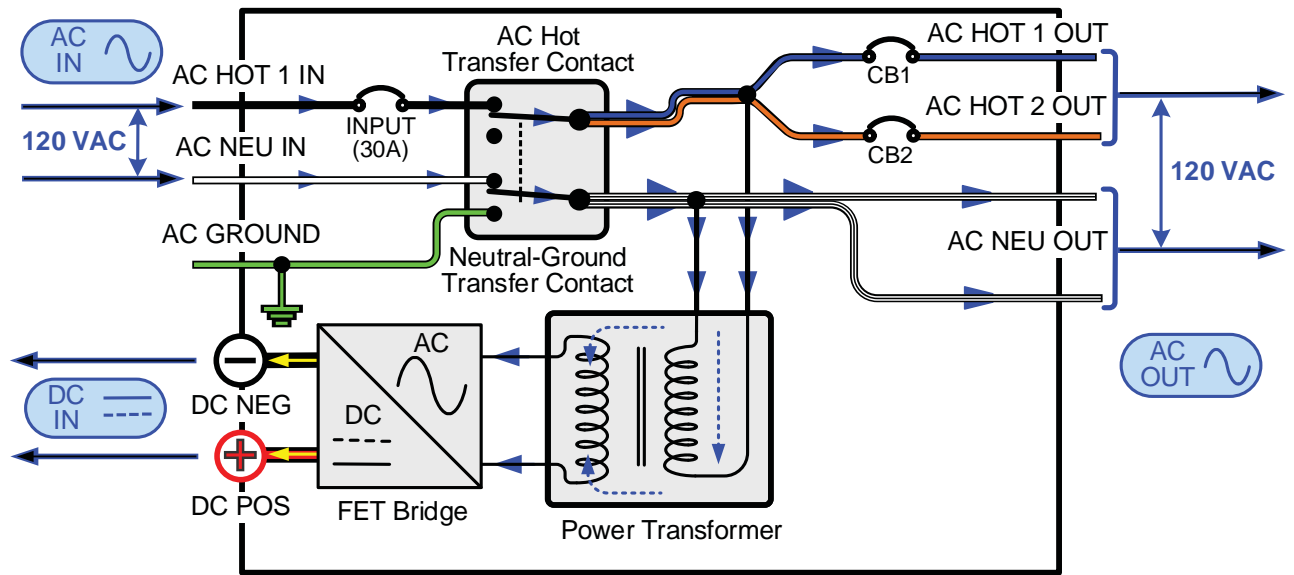 AC
IN
AC HOT 1 IN
120 VAC
AC NEU IN
AC GROUND
INPUT
(30A)
AC Hot
Transfer Contact
Neutral-Ground
Transfer Contact
CB1
CB2
AC HOT 1 OUT
AC HOT 2 OUT
120 VAC
AC NEU OUT
AC
OUT
DC
IN
DC NEG
DC POS
AC
DC
FET Bridge
Power Transformer